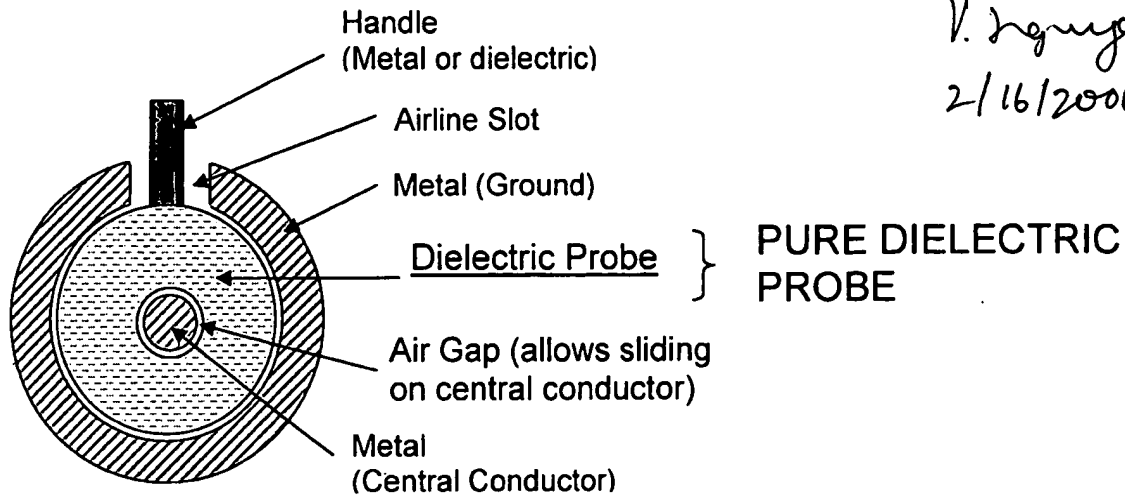 Handle
(Metal or dielectric)
V.
2/16/200
Airline Slot
Metal (Ground)
Dielectric Probe } PURE DIELECTRIC
PROBE
Air Gap (allows sliding
on central conductor)
Metal
(Central Conductor)